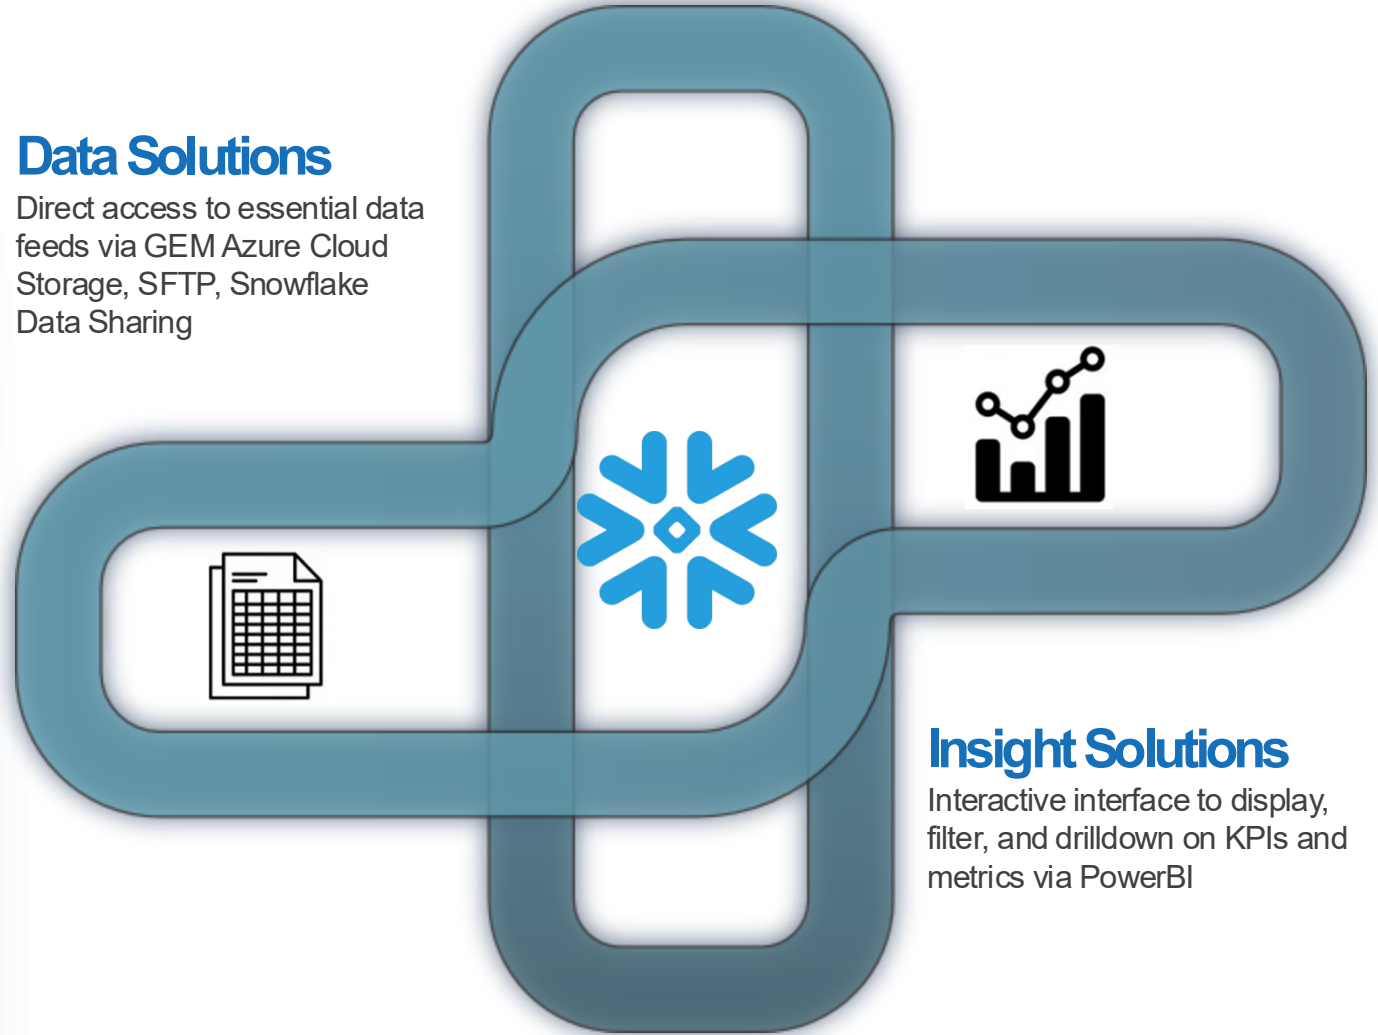 Data Solutions
Direct access to essential data
feeds via GEM Azure Cloud
Storage, SFTP, Snowflake
Data Sharing
Insight Solutions
Interactive interface to display,
filter, and drilldown on KPIs and
metrics via PowerBI